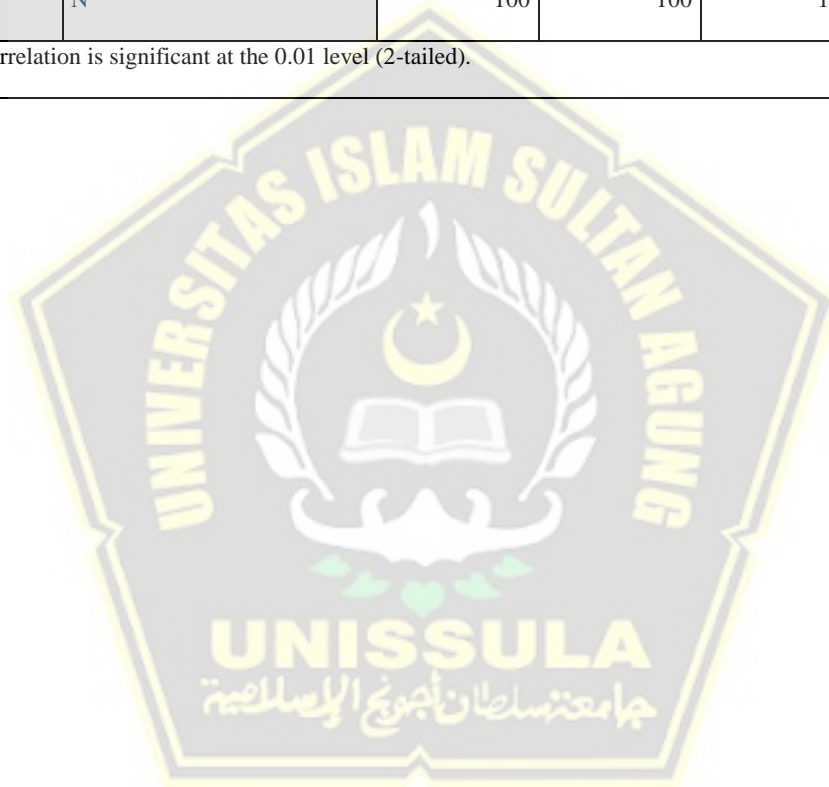 N 100 100 1
rrelation is significant at the 0.01 level (2-tailed).
UNIVERSITAS ISLAM SULTAN AGUNG
UNISSULA
جامعة سلطان أجونج الإسلامية